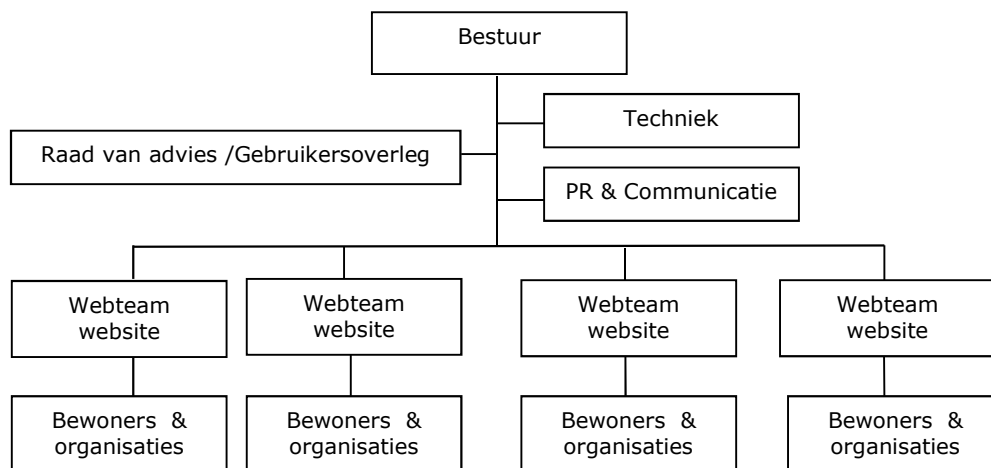 Bestuur
Techniek
Raad van advies /Gebruikersoverleg
PR & Communicatie
Webteam
website
Webteam
website
Webteam
website
Webteam
website
Bewoners &
organisaties
Bewoners &
organisaties
Bewoners &
organisaties
Bewoners &
organisaties